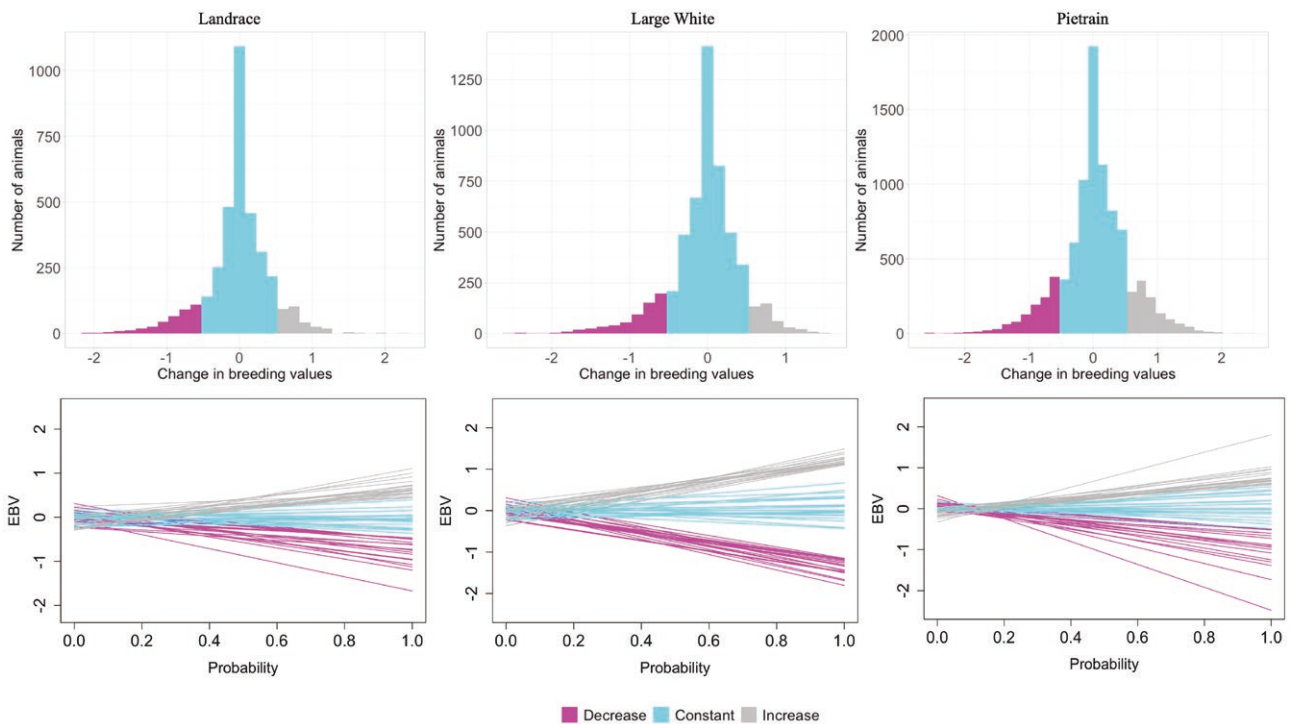 Landrace
Large White
Pietrain
Number of animals
1000
750
500
250
0
-2
-1
0
1
2
Change in breeding values
Number of animals
1250
1000
750
500
250
0
-2
-1
0
1
Change in breeding values
Number of animals
2000
1500
1000
500
0
-2
-1
0
1
2
Change in breeding values
EBV
2
1
0
-1
-2
0.0 0.2 0.4 0.6 0.8 1.0
Probability
EBV
2
1
0
-1
-2
0.0 0.2 0.4 0.6 0.8 1.0
Probability
EBV
2
1
0
-1
-2
0.0 0.2 0.4 0.6 0.8 1.0
Probability
Decrease Constant Increase